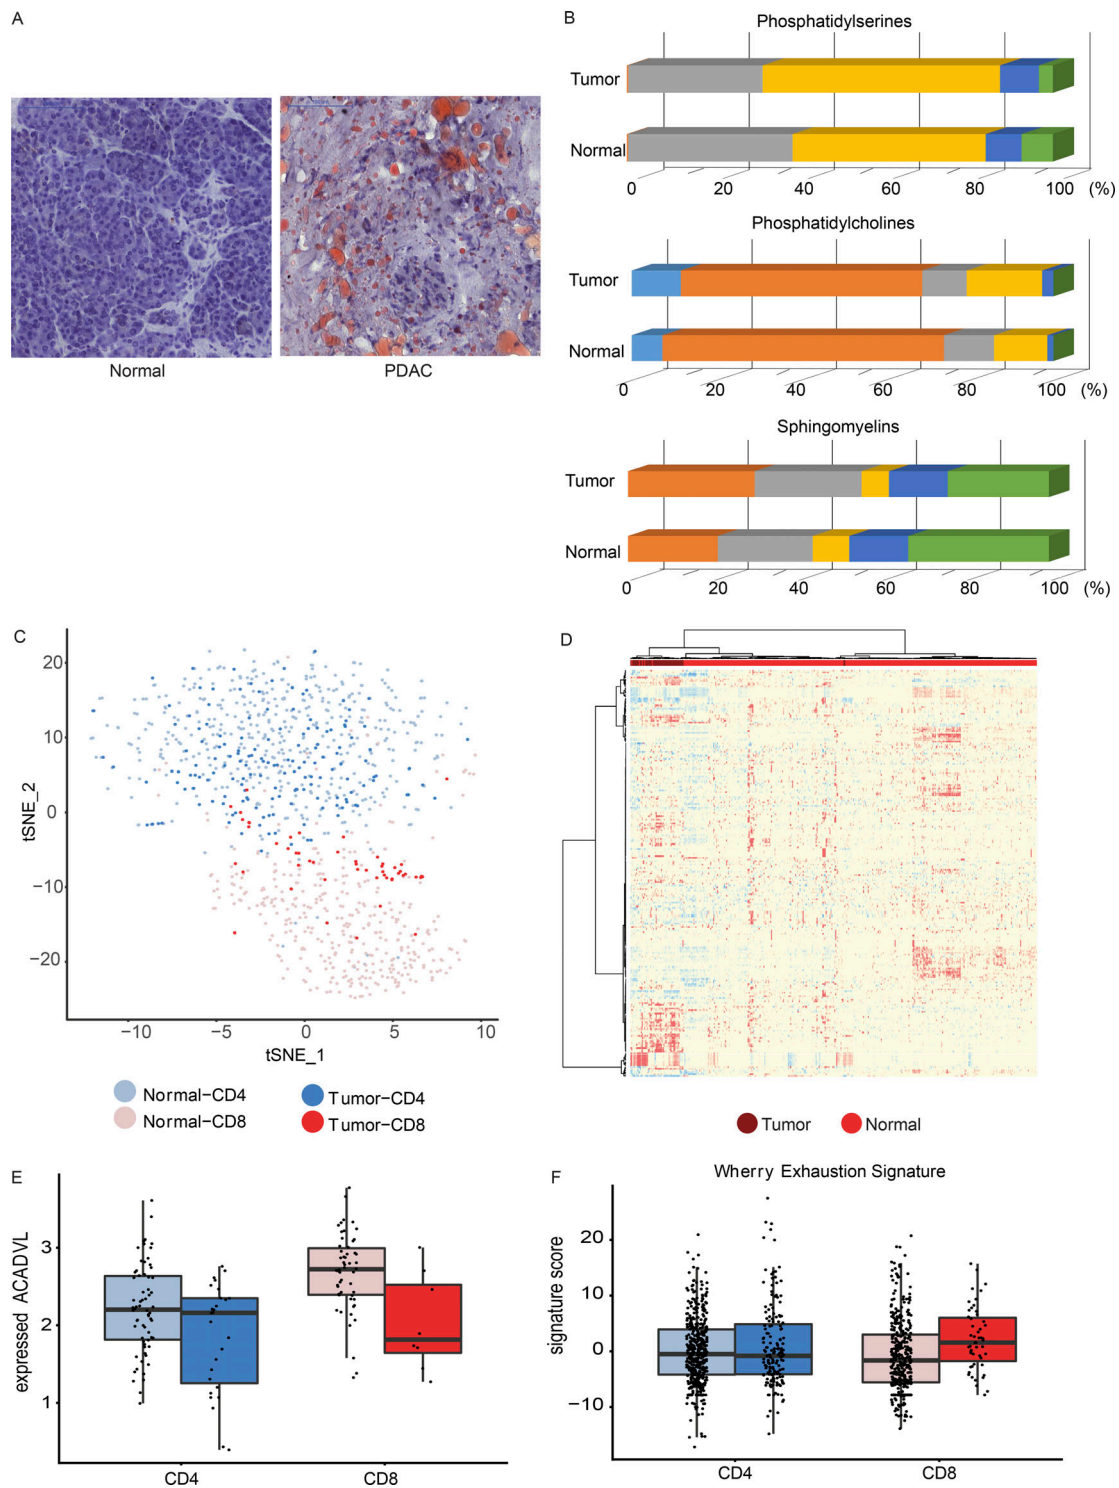 A
Normal
PDAC
B
Phosphatidylserines
Tumor
Normal
0 20 40 60 80 100 (%)
Phosphatidylcholines
Tumor
Normal
0 20 40 60 80 100 (%)
Sphingomyelins
Tumor
Normal
0 20 40 60 80 100 (%)
C
tSNE_2
20
10
0
−10
−20
−10 −5 0 5 10
tSNE_1
Normal−CD4
Tumor−CD4
Normal−CD8
Tumor−CD8
D
Tumor
Normal
E
expressed ACADVL
3
2
1
CD4
CD8
F
Wherry Exhaustion Signature
signature score
20
10
0
−10
CD4
CD8